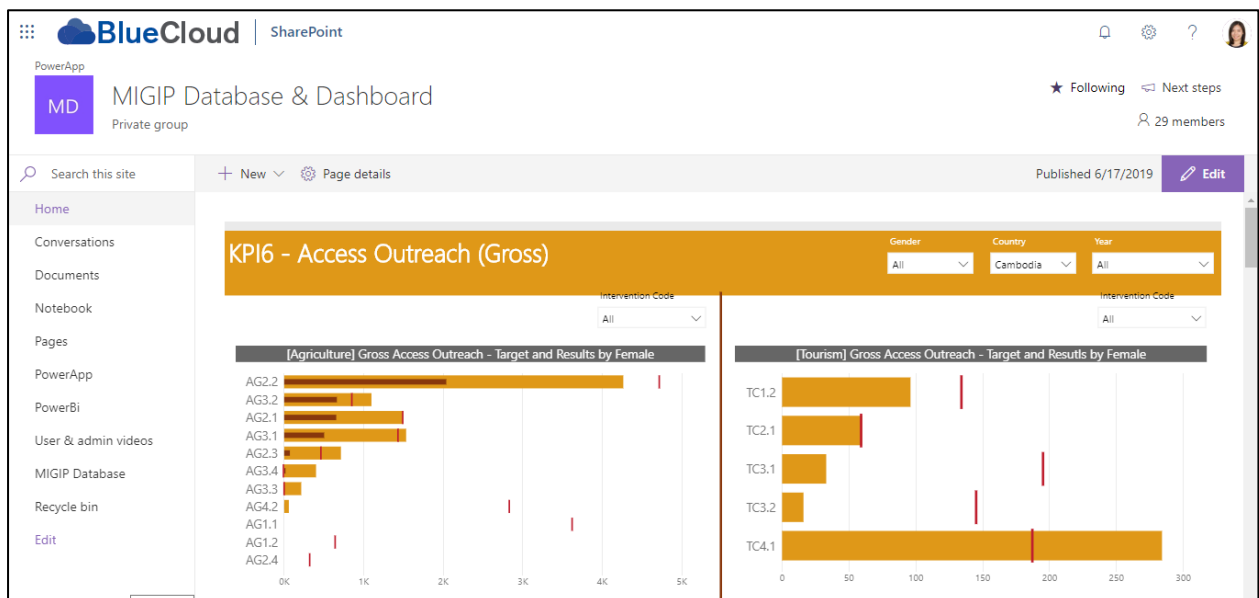 BlueCloud SharePoint
PowerApp
MD
MIGIP Database & Dashboard
Private group
Following Next steps
29 members
Search this site
New Page details
Published 6/17/2019 Edit
Home
Conversations
Documents
Notebook
Pages
PowerApp
PowerBi
User & admin videos
MIGIP Database
Recycle bin
Edit
KPI6 - Access Outreach (Gross)
Gender Country Year
All Cambodia All
Intervention Code
All
[Agriculture] Gross Access Outreach - Target and Results by Female
AG2.2
AG3.2
AG2.1
AG3.1
AG2.3
AG3.4
AG3.3
AG4.2
AG1.1
AG1.2
AG2.4
0K 1K 2K 3K 4K 5K
Intervention Code
All
[Tourism] Gross Access Outreach - Target and Resutls by Female
TC1.2
TC2.1
TC3.1
TC3.2
TC4.1
0 50 100 150 200 250 300